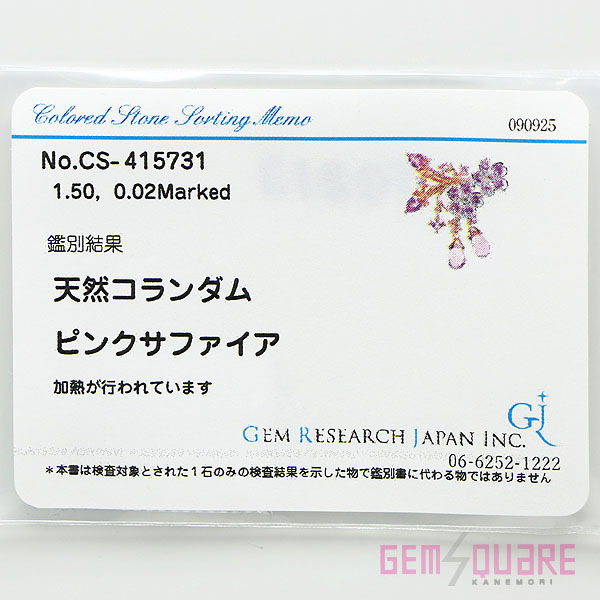 Colored Stone Sorting Memo
090925
No.CS-415731
1.50, 0.02Marked
鑑別結果
天然コランダム
ピンクサファイア
加熱が行われています
GJ
GEM RESEARCH JAPAN INC.
06-6252-1222
*本書は検査対象とされた1石のみの検査結果を示した物で鑑別書に代わる物ではありません
GEMSQUARE
KANEMORI